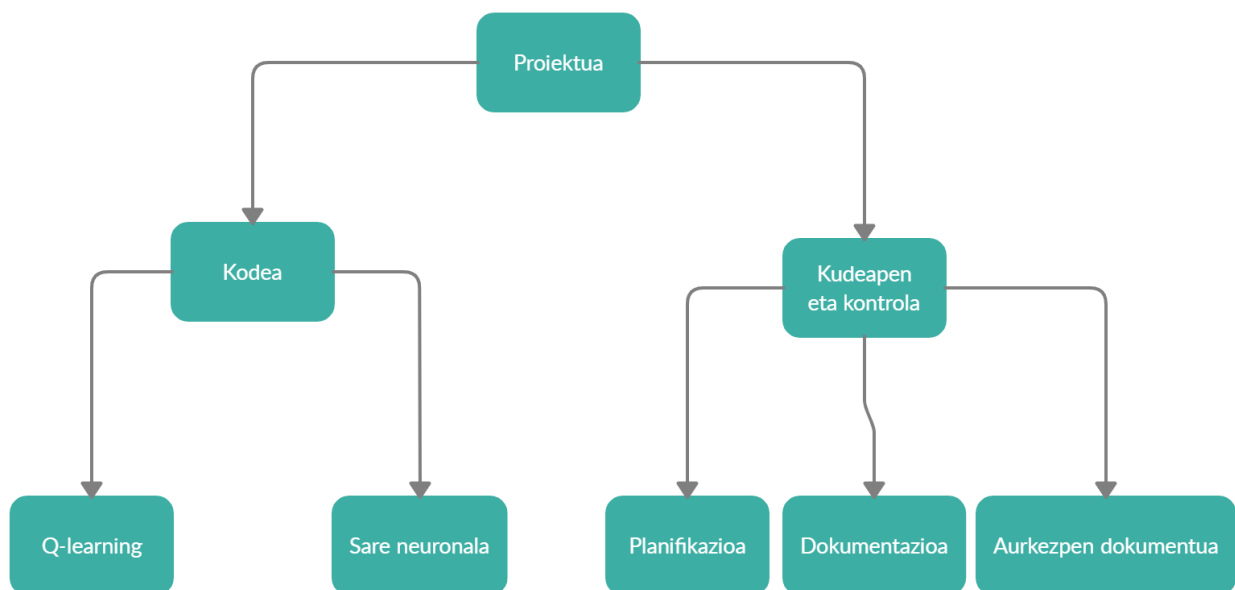 Proiektua
Kodea
Kudeapen
eta kontrola
Q-learning
Sare neuronala
Planifikazioa
Dokumentazioa
Aurkezpen dokumentua